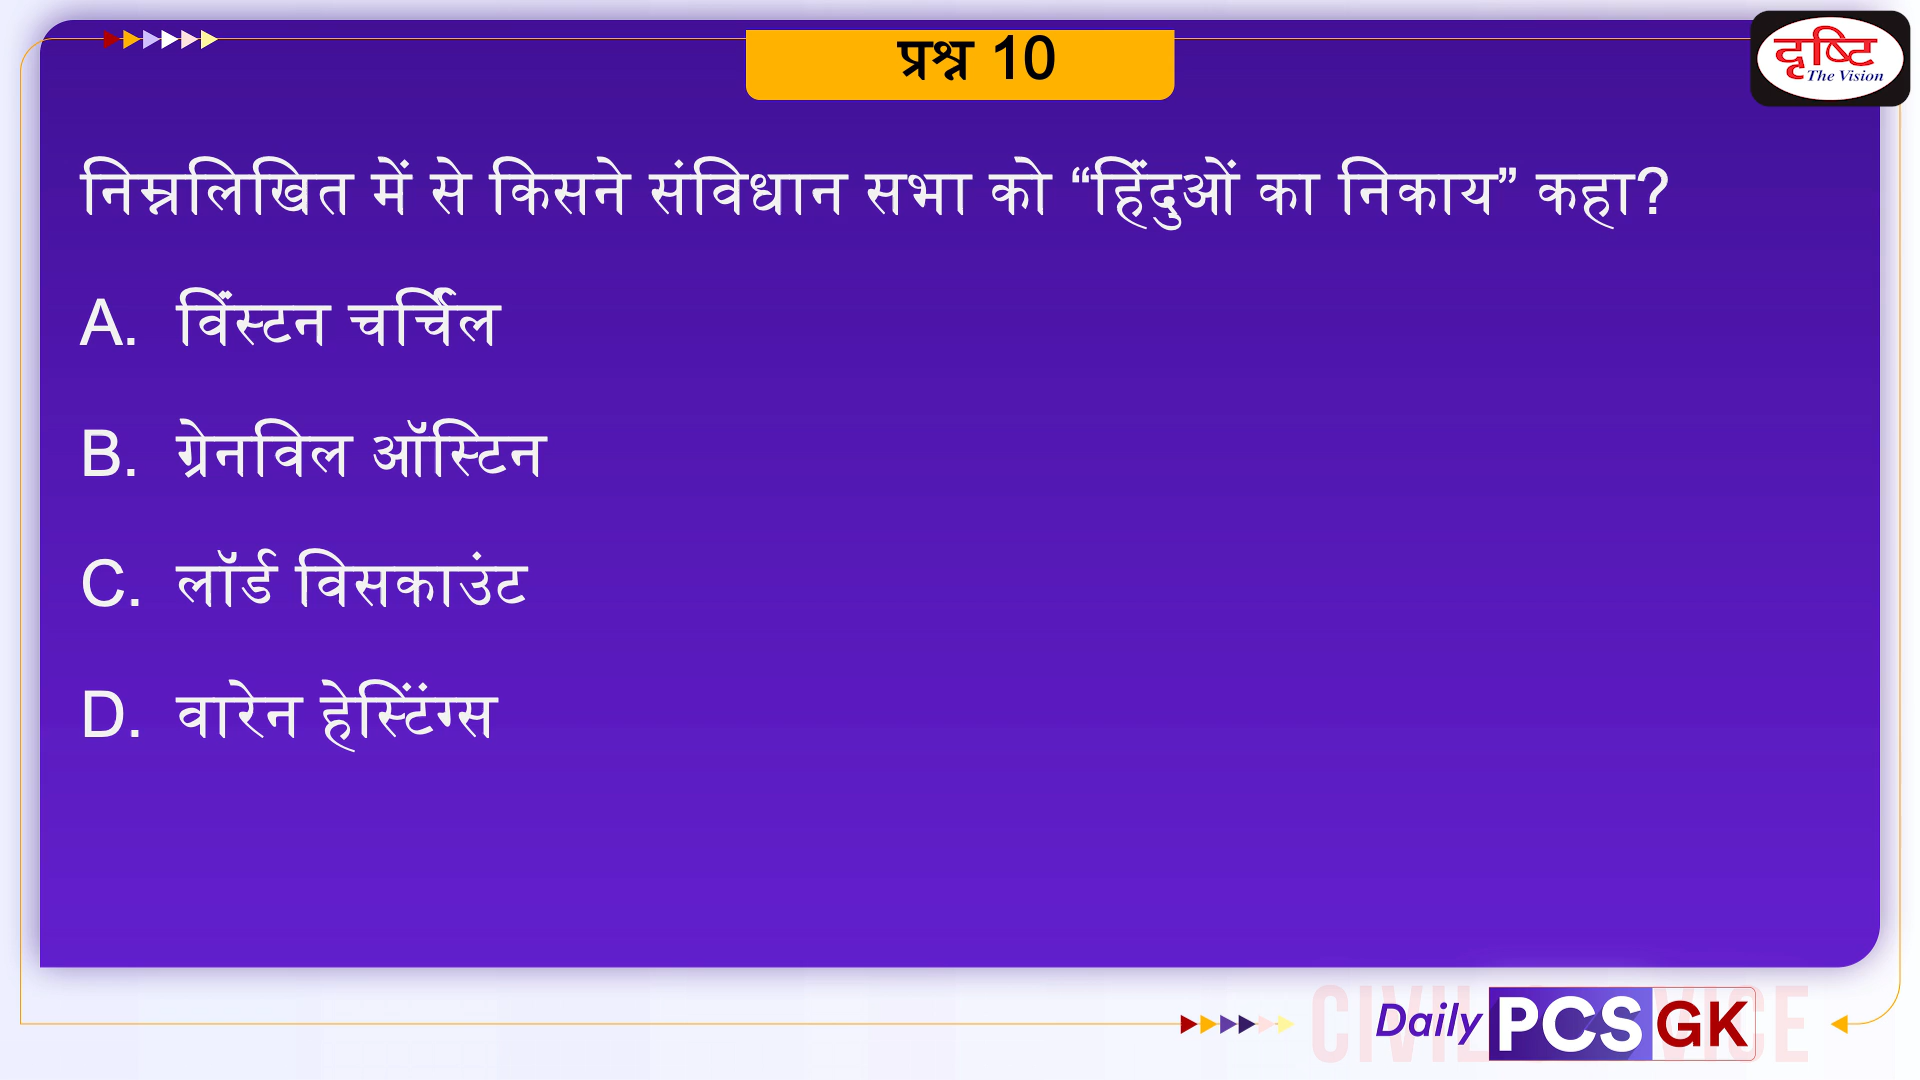 प्रश्न 10
दृष्टि
The Vision
निम्नलिखित में से किसने संविधान सभा को “हिंदुओं का निकाय” कहा?
A. विंस्टन चर्चिल
B. ग्रेनविल ऑस्टिन
C. लॉर्ड विसकाउंट
D. वारेन हेस्टिंग्स
Daily PCS GK